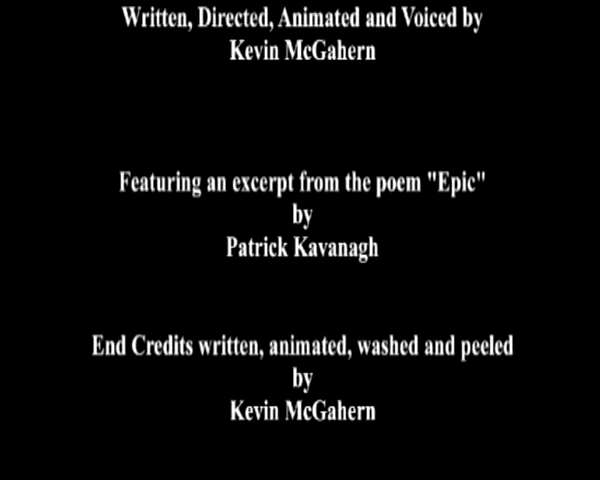 Written, Directed, Animated and Voiced by
Kevin McGahern
Featuring an excerpt from the poem "Epic"
by
Patrick Kavanagh
End Credits written, animated, washed and peeled
by
Kevin McGahern